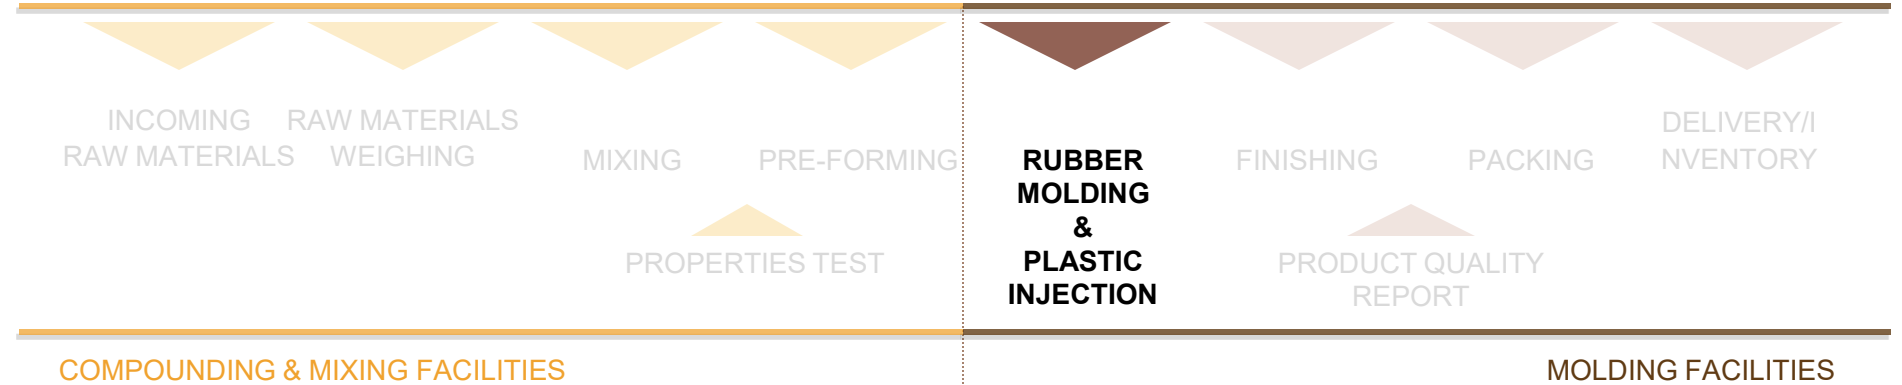 INCOMING
RAW MATERIALS
RAW MATERIALS
WEIGHING
MIXING
PRE-FORMING
PROPERTIES TEST
RUBBER
MOLDING
&
PLASTIC
INJECTION
FINISHING
PACKING
DELIVERY/I
NVENTORY
PRODUCT QUALITY
REPORT
COMPOUNDING & MIXING FACILITIES
MOLDING FACILITIES